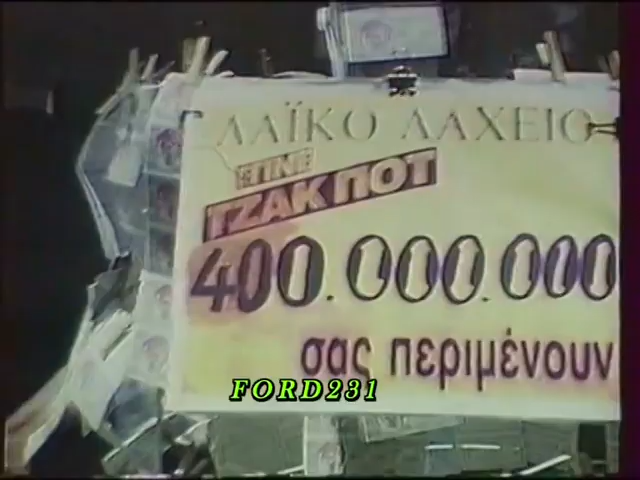 ΛΑΪΚΟ ΛΑΧΕΙΟ
ΕΓΙΝΕ
ΤΖΑΚ ΠΟΤ
400.000.000
σας περιμένουν
FORD231